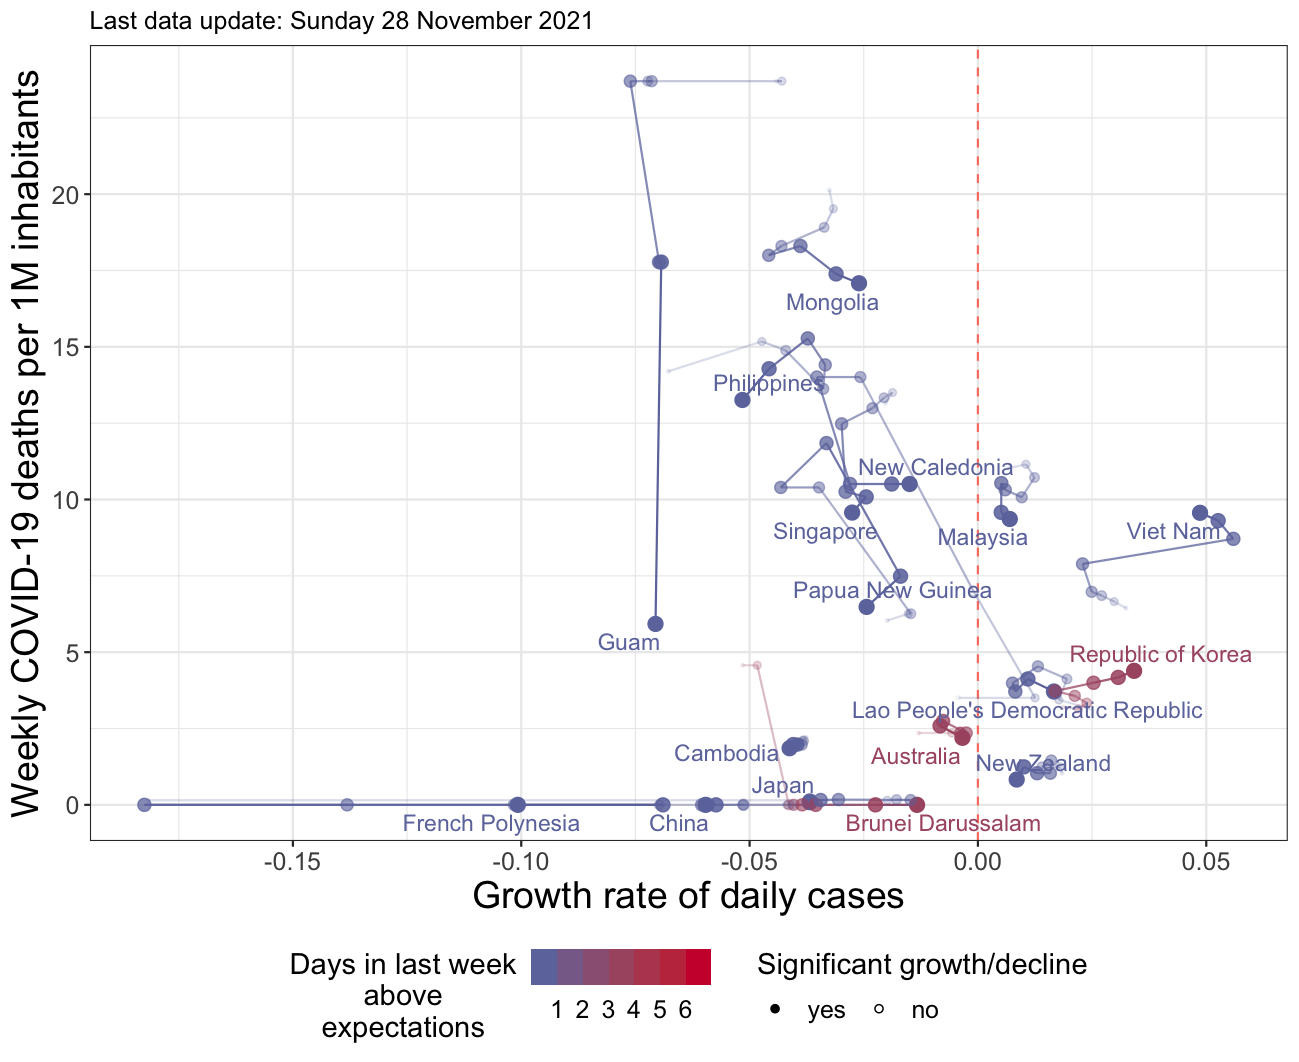 Last data update: Sunday 28 November 2021
Weekly COVID-19 deaths per 1M inhabitants
20
15
10
5
0
Mongolia
Philippines
New Caledonia
Singapore
Malaysia
Viet Nam
Papua New Guinea
Guam
Republic of Korea
Lao People's Democratic Republic
Cambodia
Australia
New Zealand
Japan
French Polynesia
China
Brunei Darussalam
-0.15
-0.10
-0.05
0.00
0.05
Growth rate of daily cases
Days in last week
above
expectations
1 2 3 4 5 6
Significant growth/decline
yes
no